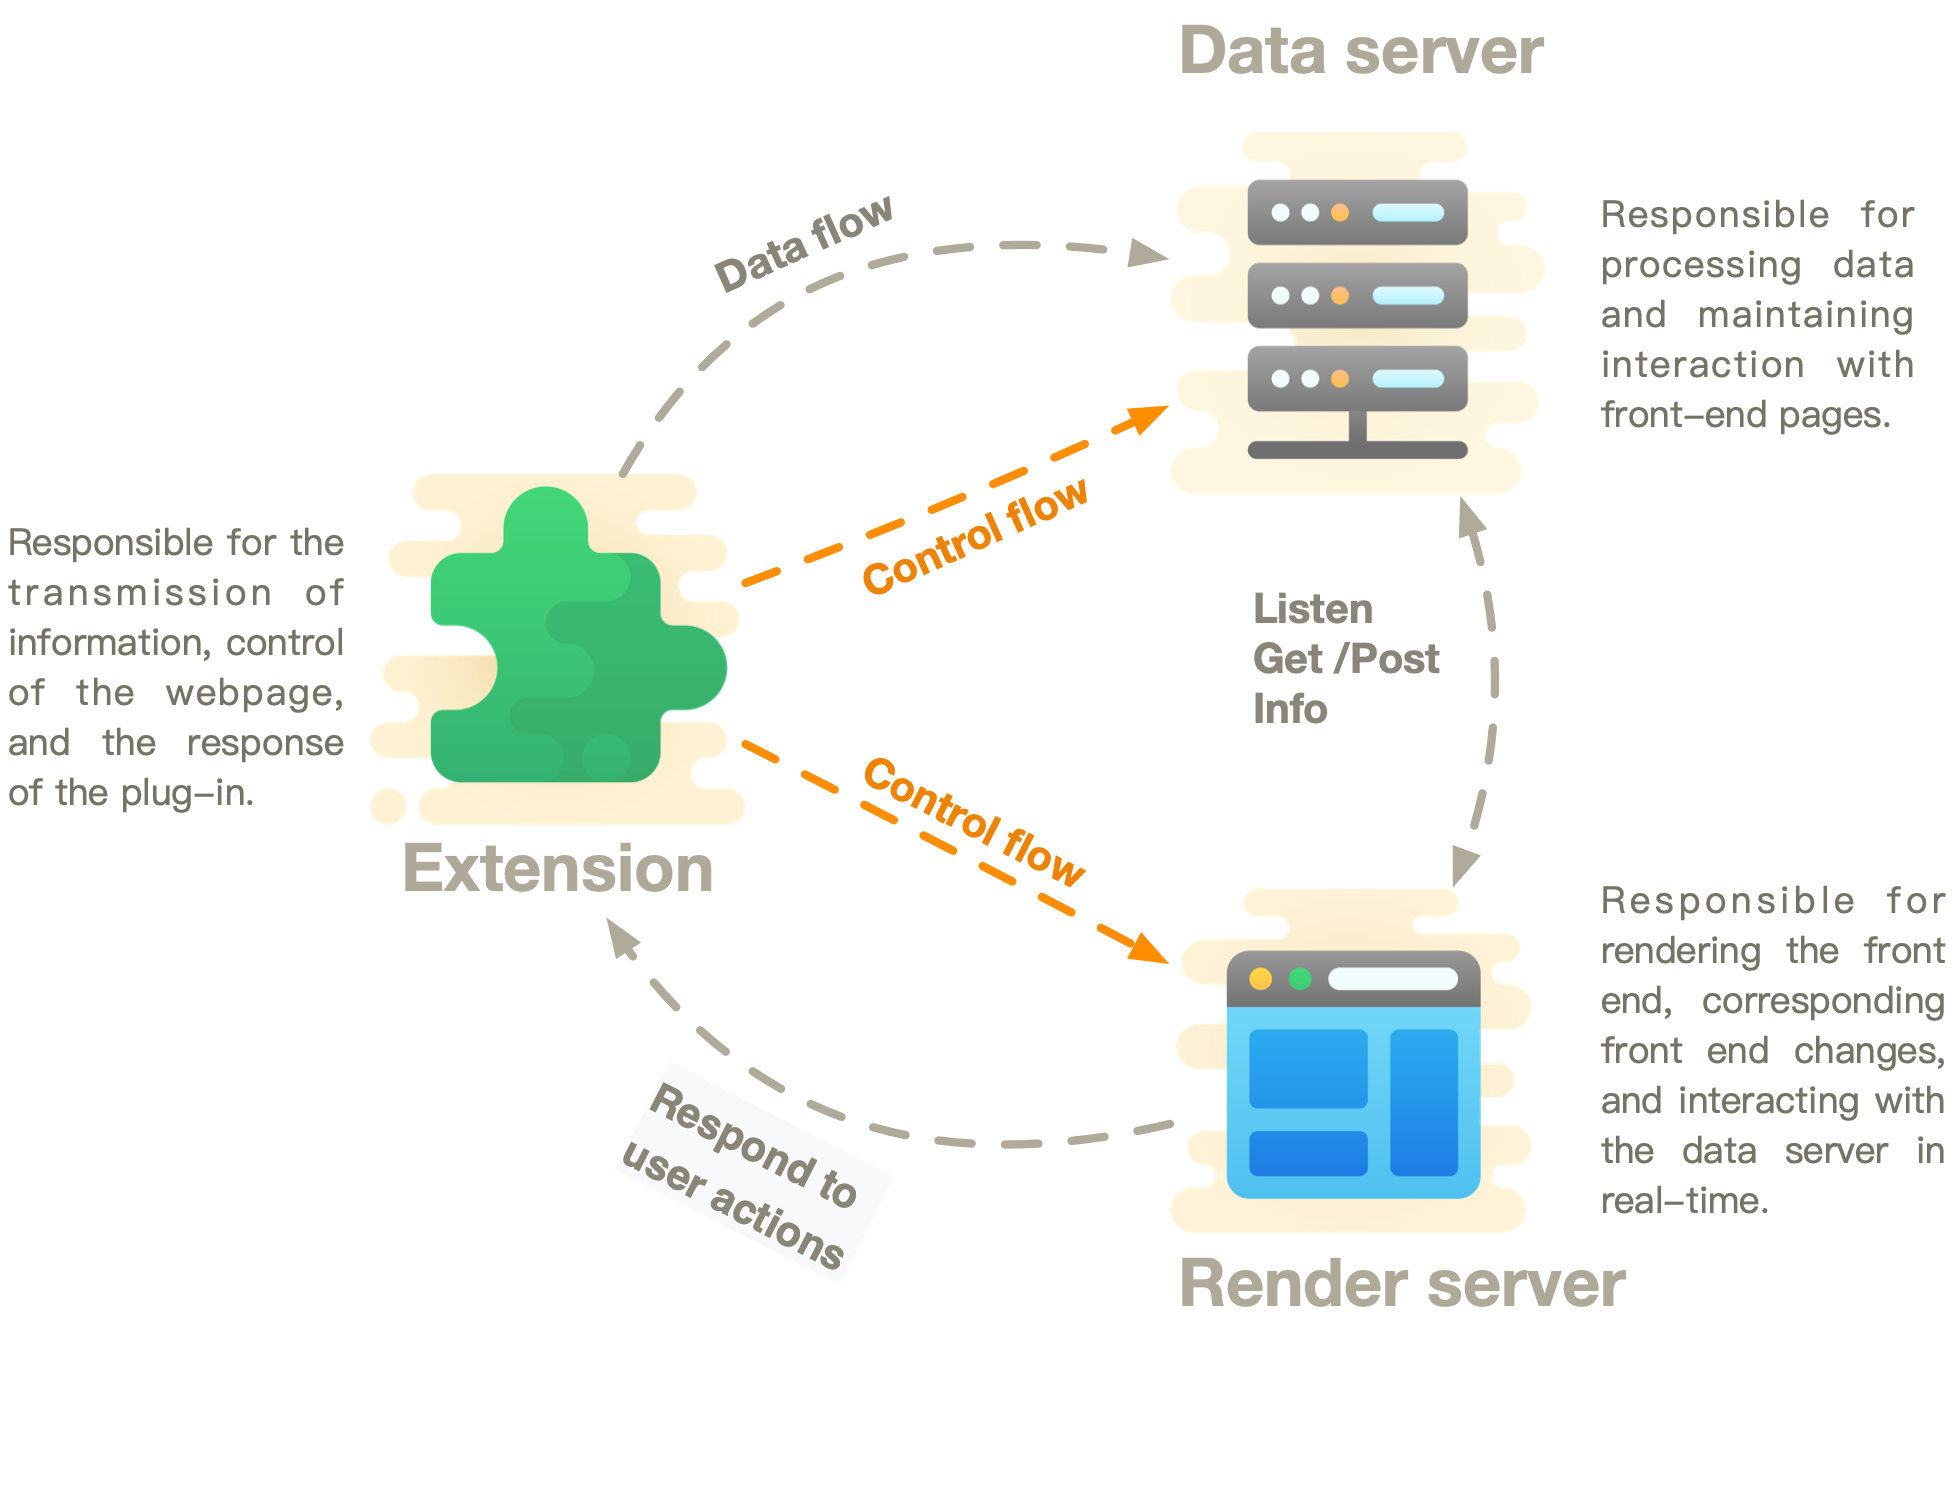 Data server
Data flow
Responsible for
processing data
and maintaining
interaction with
front-end pages.
Control flow
Responsible for the
transmission of
information, control
of the webpage,
and the response
of the plug-in.
Listen
Get /Post
Info
Control flow
Extension
Responsible for
rendering the front
end, corresponding
front end changes,
and interacting with
the data server in
real-time.
Respond to
user actions
Render server